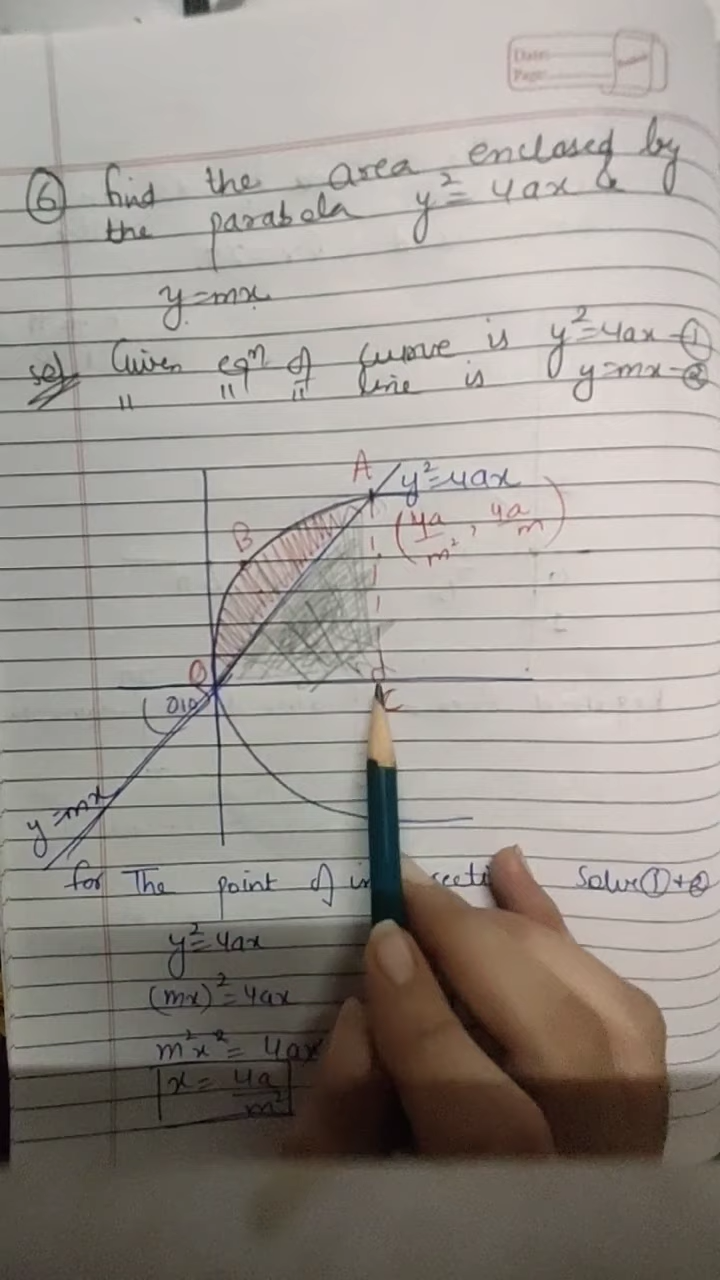 Date:
Page:
⑥ find the area enclosed by
the parabola y² = 4ax &
y = mx
Sol Given eqⁿ of curve is y² = 4ax - ①
" " " line is y = mx - ②
A
y² = 4ax
(4a/m², 4a/m)
B
O
(0,0)
C
y = mx
for The point of Solve ① + ②
y² = 4ax
(mx)² = 4ax
m²x² = 4ax
x = 4a/m²